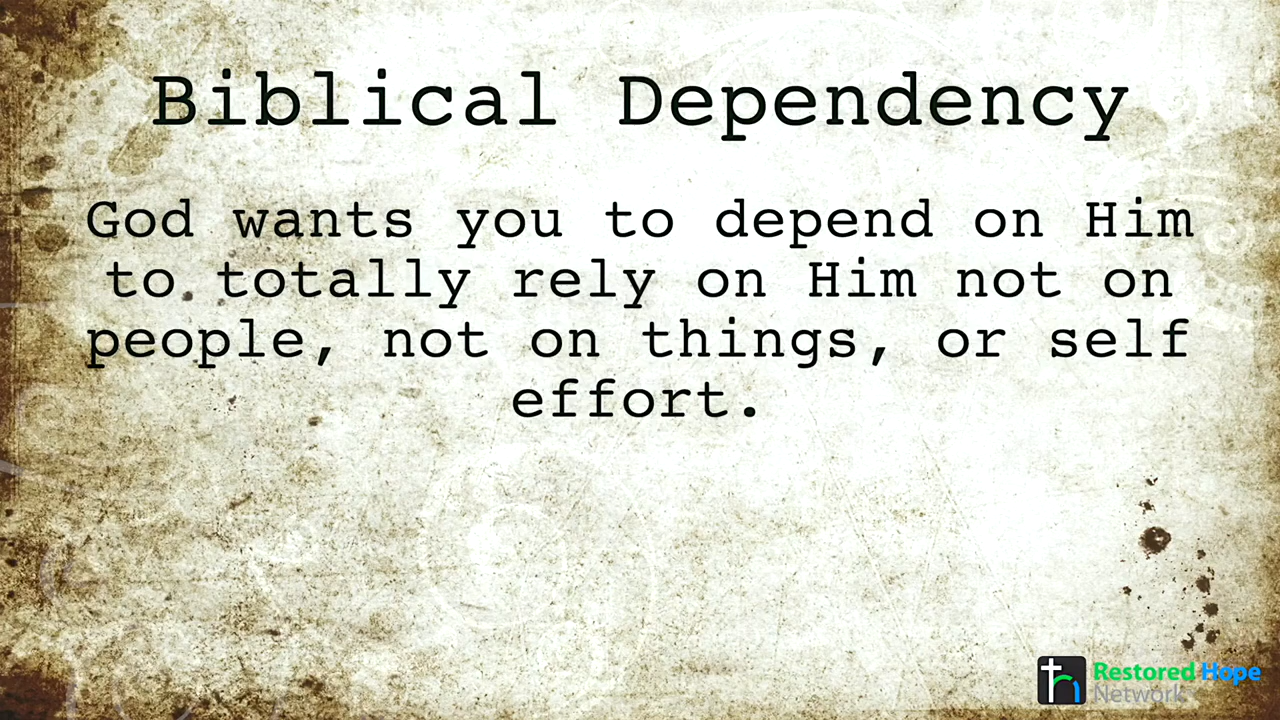 Biblical Dependency
God wants you to depend on Him
to totally rely on Him not on
people, not on things, or self
effort.
Restored Hope
Network